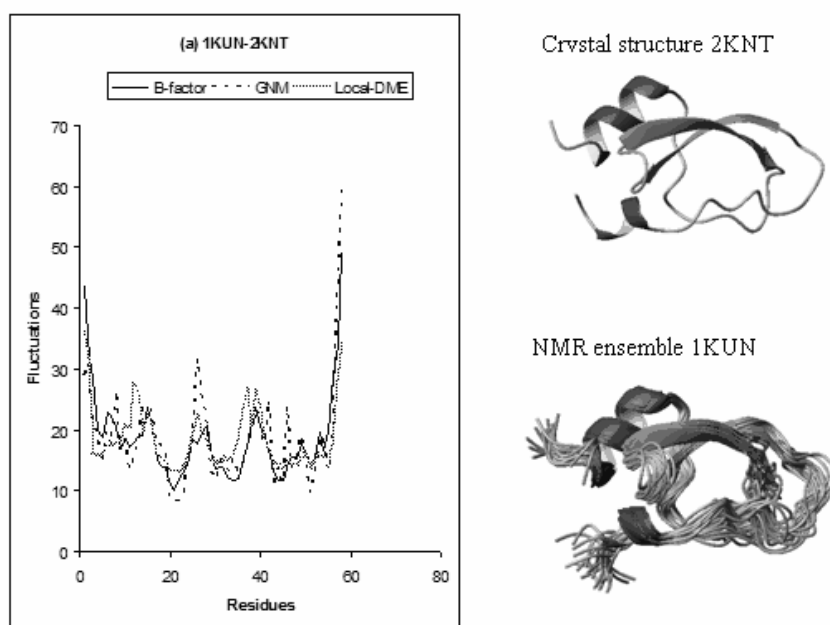 (a) 1KUN-2KNT
B-factor GNM Local-DME
70
60
50
40
30
20
10
0
Fluctuations
0 20 40 60 80
Residues
Crystal structure 2KNT
NMR ensemble 1KUN